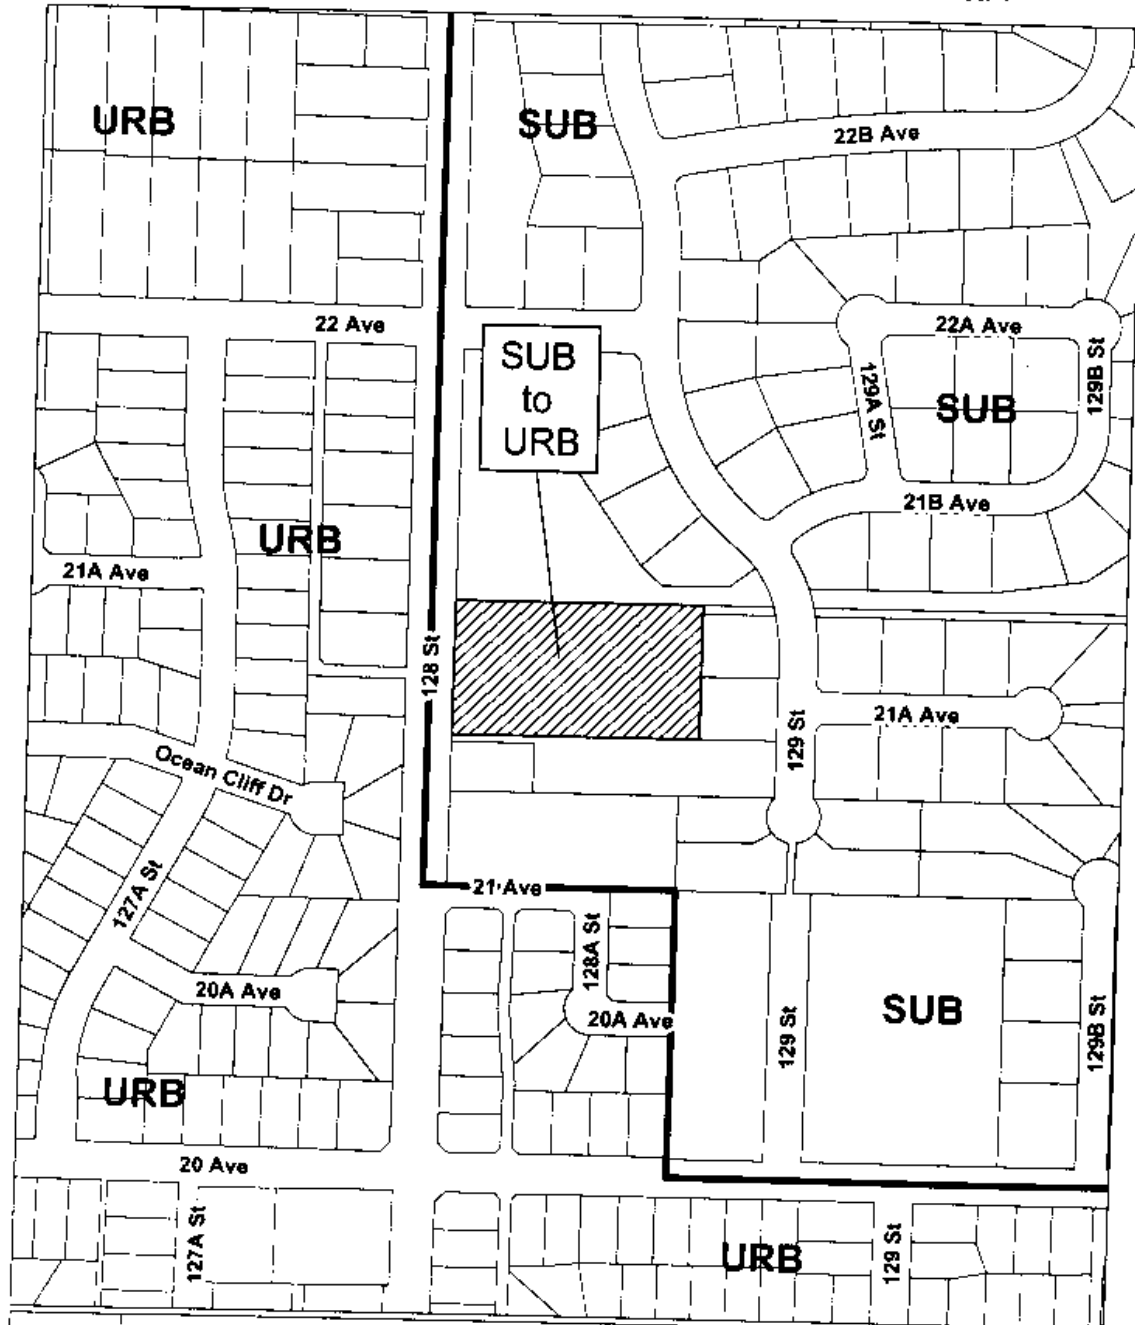 URB
SUB
22B Ave
22 Ave
22A Ave
SUB
to
URB
129A St
SUB
129B St
21B Ave
URB
21A Ave
128 St
21A Ave
129 St
Ocean Cliff Dr
127A St
21 Ave
128A St
20A Ave
20A Ave
129 St
SUB
129B St
URB
20 Ave
127A St
URB
129 St